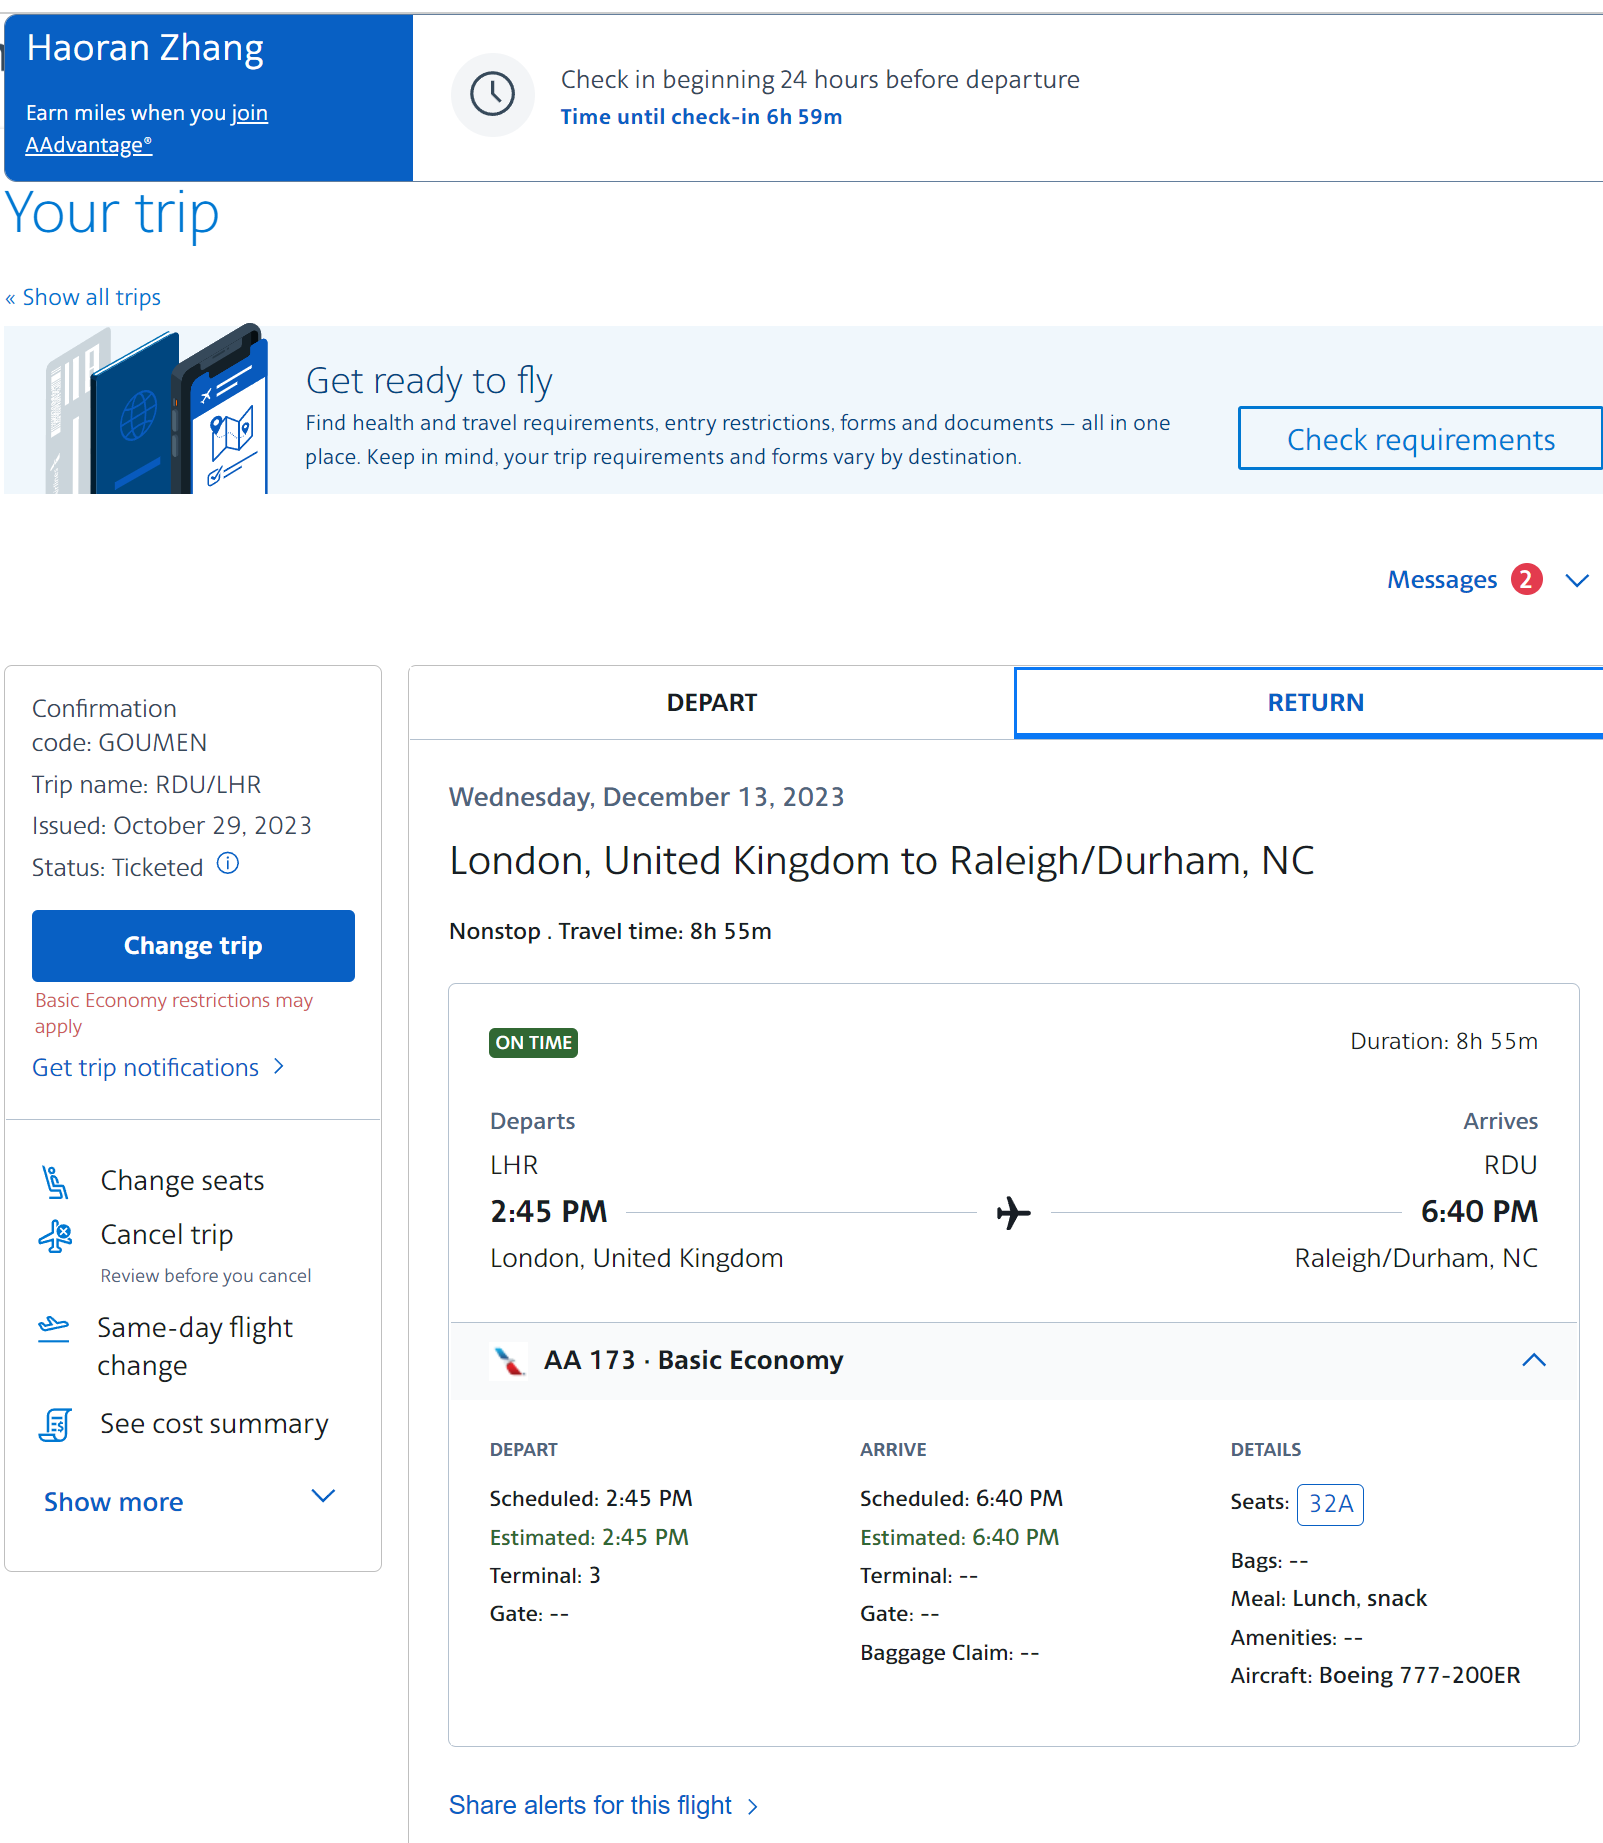 Haoran Zhang
Earn miles when you join
AAdvantage®
Check in beginning 24 hours before departure
Time until check-in 6h 59m
Your trip
« Show all trips
Get ready to fly
Find health and travel requirements, entry restrictions, forms and documents — all in one
place. Keep in mind, your trip requirements and forms vary by destination.
Check requirements
Messages 2
Confirmation
code: GOUMEN
Trip name: RDU/LHR
Issued: October 29, 2023
Status: Ticketed
Change trip
Basic Economy restrictions may
apply
Get trip notifications
Change seats
Cancel trip
Review before you cancel
Same-day flight
change
See cost summary
Show more
DEPART
RETURN
Wednesday, December 13, 2023
London, United Kingdom to Raleigh/Durham, NC
Nonstop . Travel time: 8h 55m
ON TIME
Duration: 8h 55m
Departs
Arrives
LHR
RDU
2:45 PM
6:40 PM
London, United Kingdom
Raleigh/Durham, NC
AA 173 · Basic Economy
DEPART
Scheduled: 2:45 PM
Estimated: 2:45 PM
Terminal: 3
Gate: --
ARRIVE
Scheduled: 6:40 PM
Estimated: 6:40 PM
Terminal: --
Gate: --
Baggage Claim: --
DETAILS
Seats: 32A
Bags: --
Meal: Lunch, snack
Amenities: --
Aircraft: Boeing 777-200ER
Share alerts for this flight